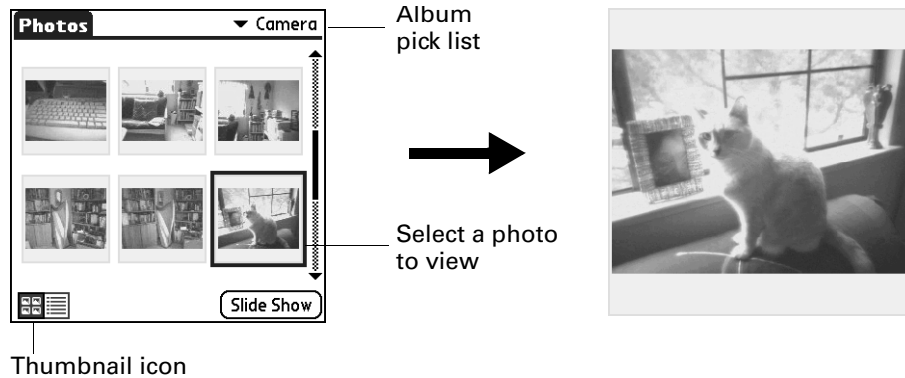 Photos
Camera
Album
pick list
Select a photo
to view
Slide Show
Thumbnail icon